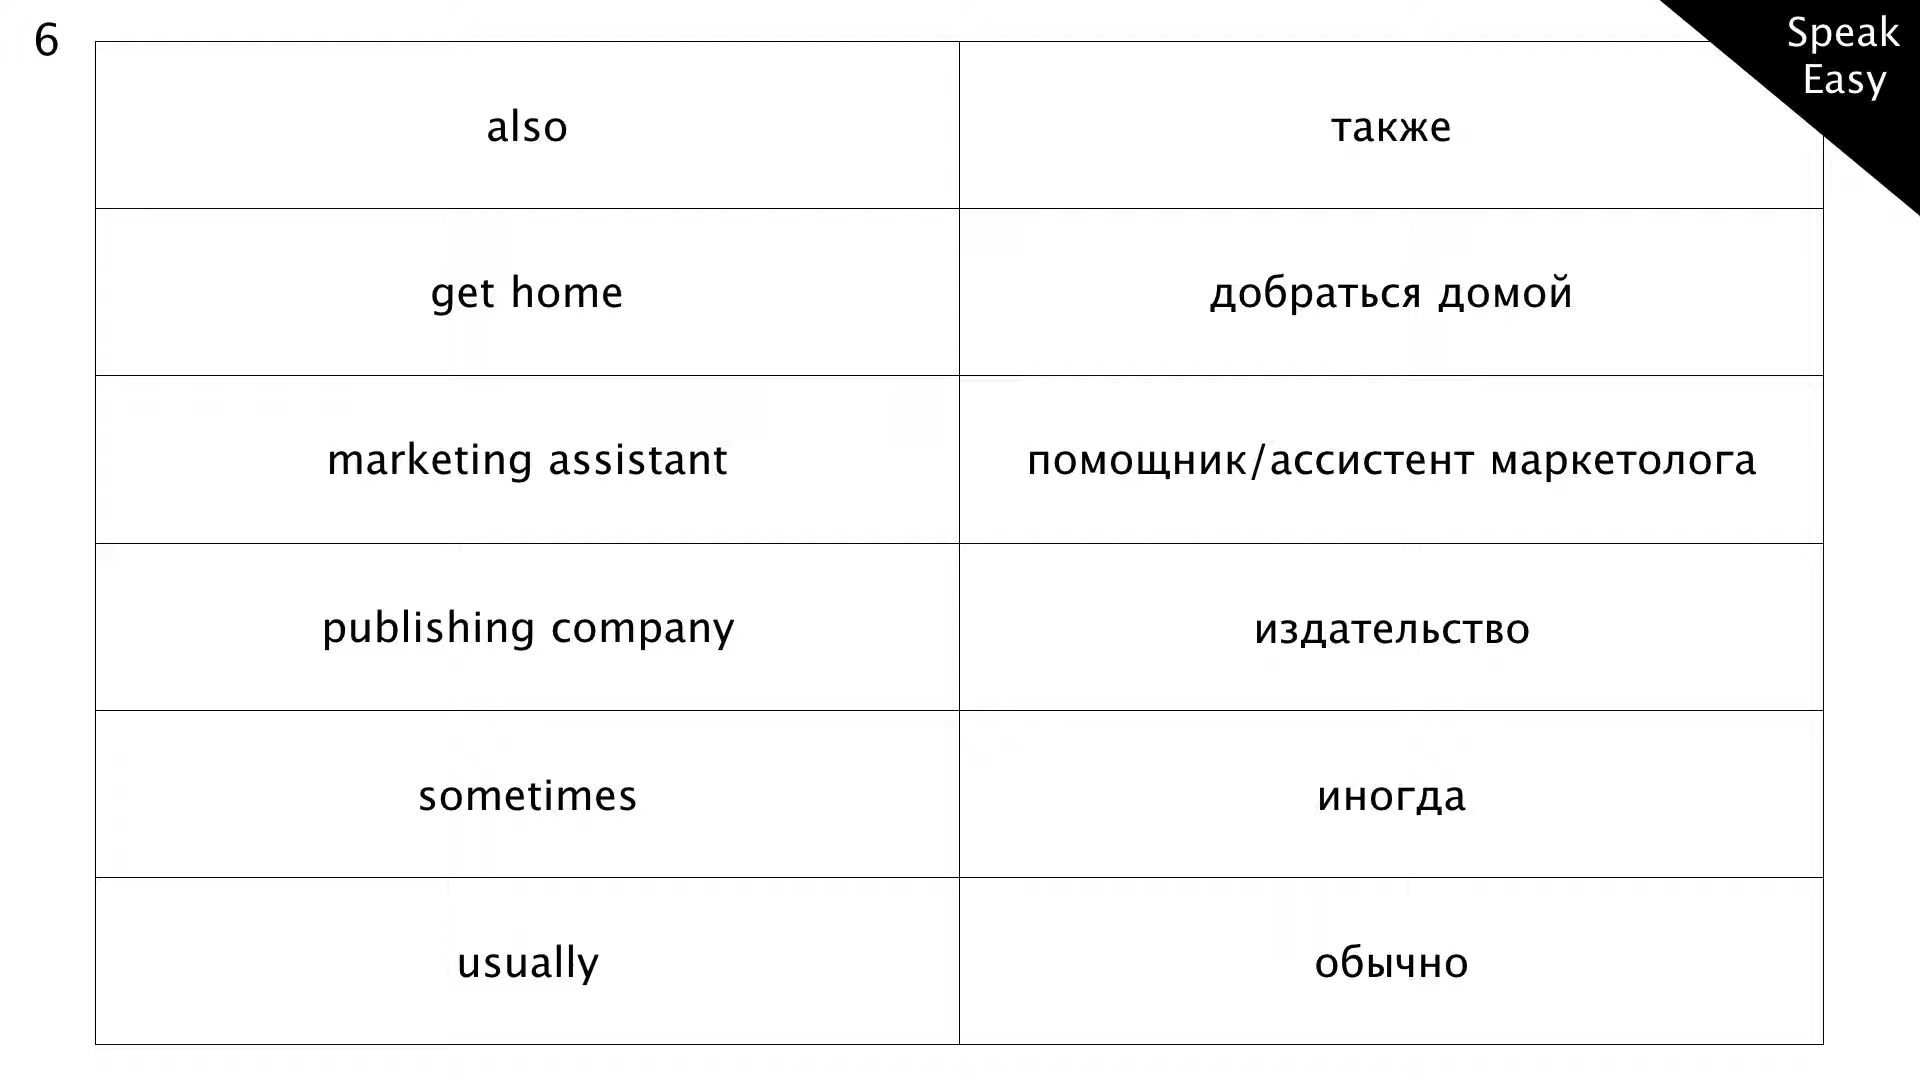 6
Speak
Easy
also
также
get home
добраться домой
marketing assistant
помощник/ассистент маркетолога
publishing company
издательство
sometimes
иногда
usually
обычно